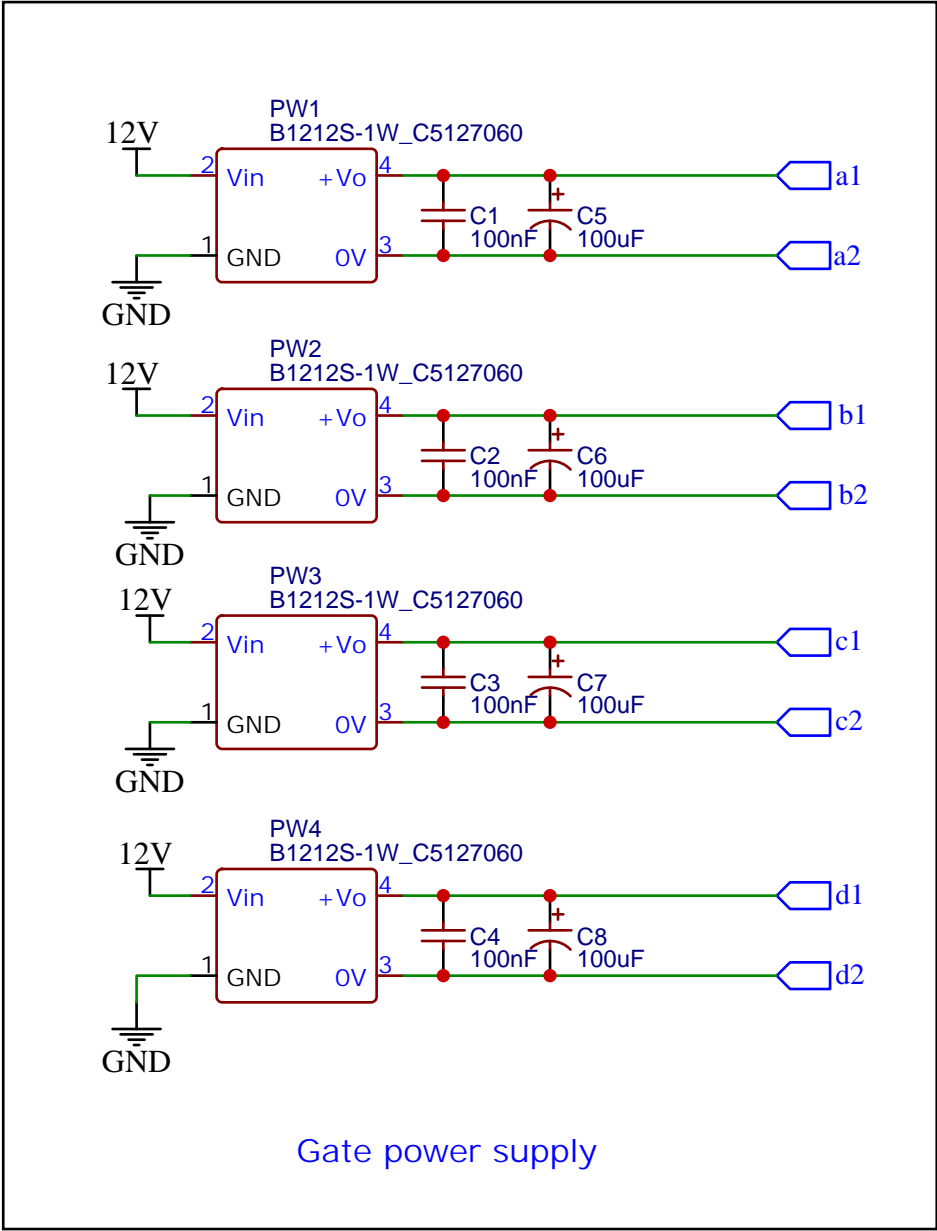 PW1
B1212S-1W_C5127060
12V
2 Vin +Vo 4 a1
C1 + C5
100nF 100uF
1 GND 0V 3 a2
GND
PW2
B1212S-1W_C5127060
12V
2 Vin +Vo 4 b1
C2 + C6
100nF 100uF
1 GND 0V 3 b2
GND
PW3
B1212S-1W_C5127060
12V
2 Vin +Vo 4 c1
C3 + C7
100nF 100uF
1 GND 0V 3 c2
GND
PW4
B1212S-1W_C5127060
12V
2 Vin +Vo 4 d1
C4 + C8
100nF 100uF
1 GND 0V 3 d2
GND
Gate power supply